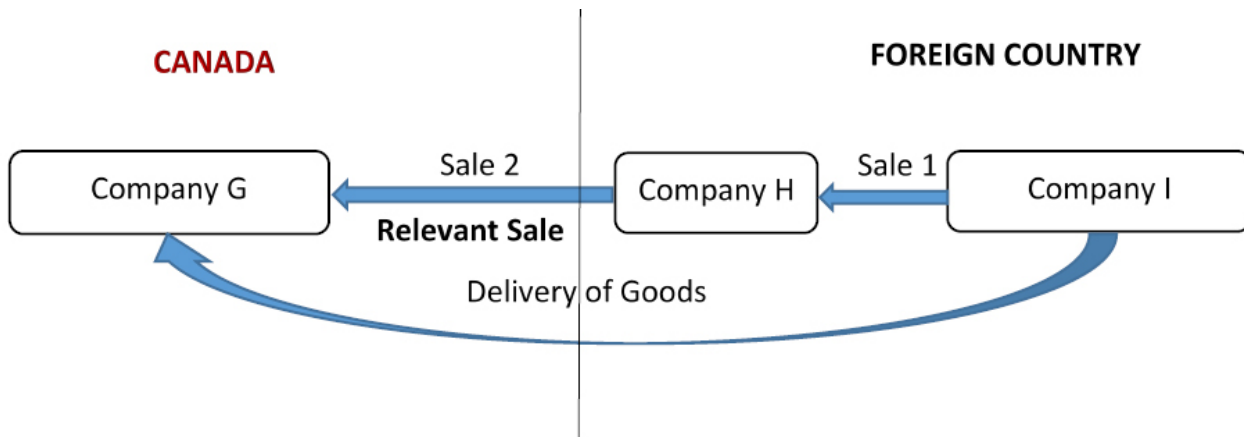 CANADA
FOREIGN COUNTRY
Company G
Sale 2
Relevant Sale
Company H
Sale 1
Company I
Delivery of Goods